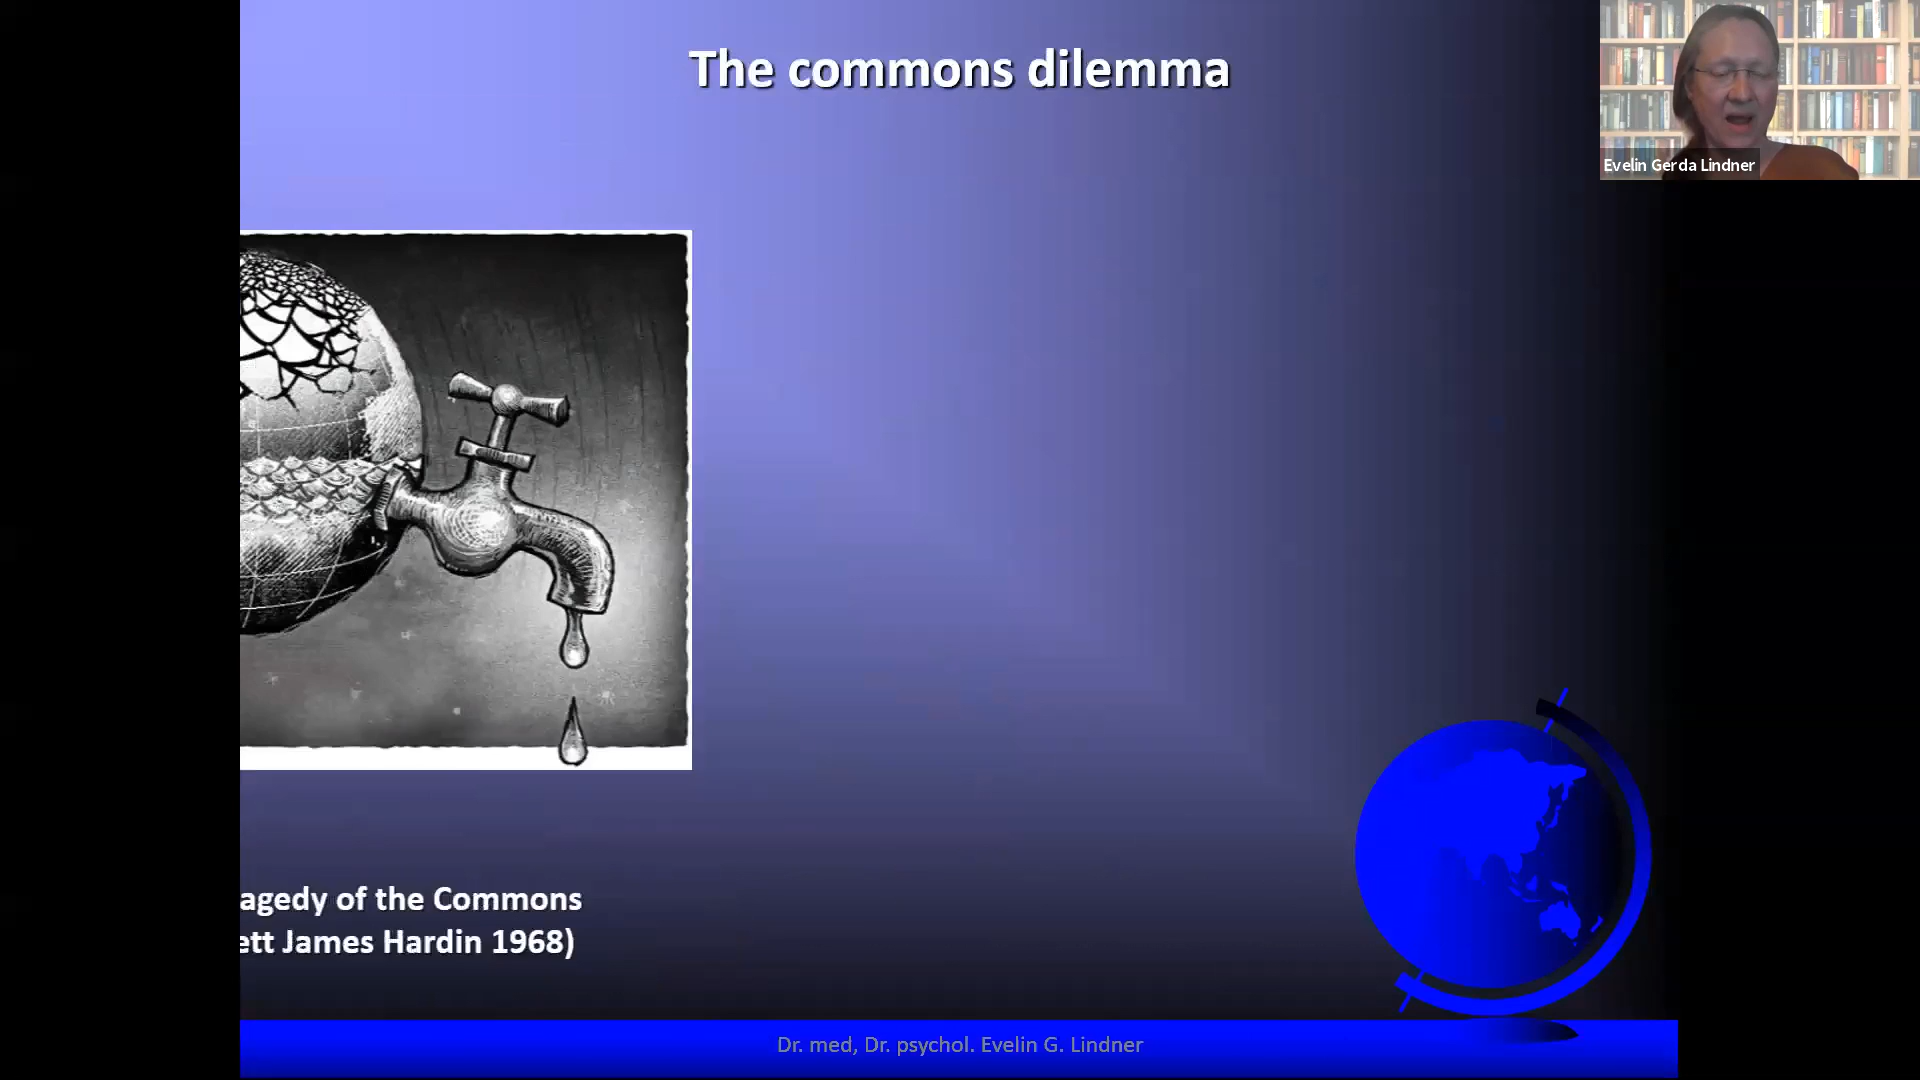 The commons dilemma
Evelin Gerda Lindner
agedy of the Commons
ett James Hardin 1968)
Dr. med, Dr. psychol. Evelin G. Lindner